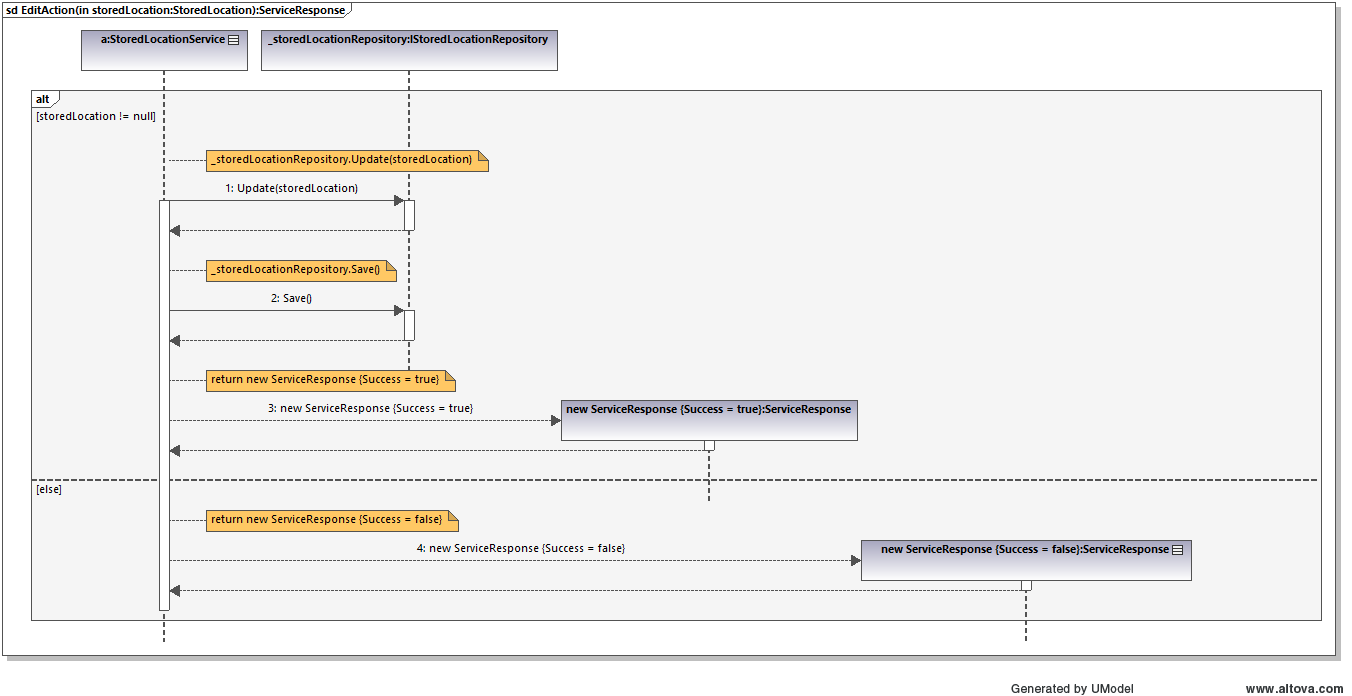 sd EditAction(in storedLocation:StoredLocation):ServiceResponse
a:StoredLocationService
_storedLocationRepository:IStoredLocationRepository
alt
[storedLocation != null]
_storedLocationRepository.Update(storedLocation)
1: Update(storedLocation)
_storedLocationRepository.Save()
2: Save()
return new ServiceResponse {Success = true}
3: new ServiceResponse {Success = true}
new ServiceResponse {Success = true}:ServiceResponse
[else]
return new ServiceResponse {Success = false}
4: new ServiceResponse {Success = false}
new ServiceResponse {Success = false}:ServiceResponse
Generated by UModel
www.altova.com